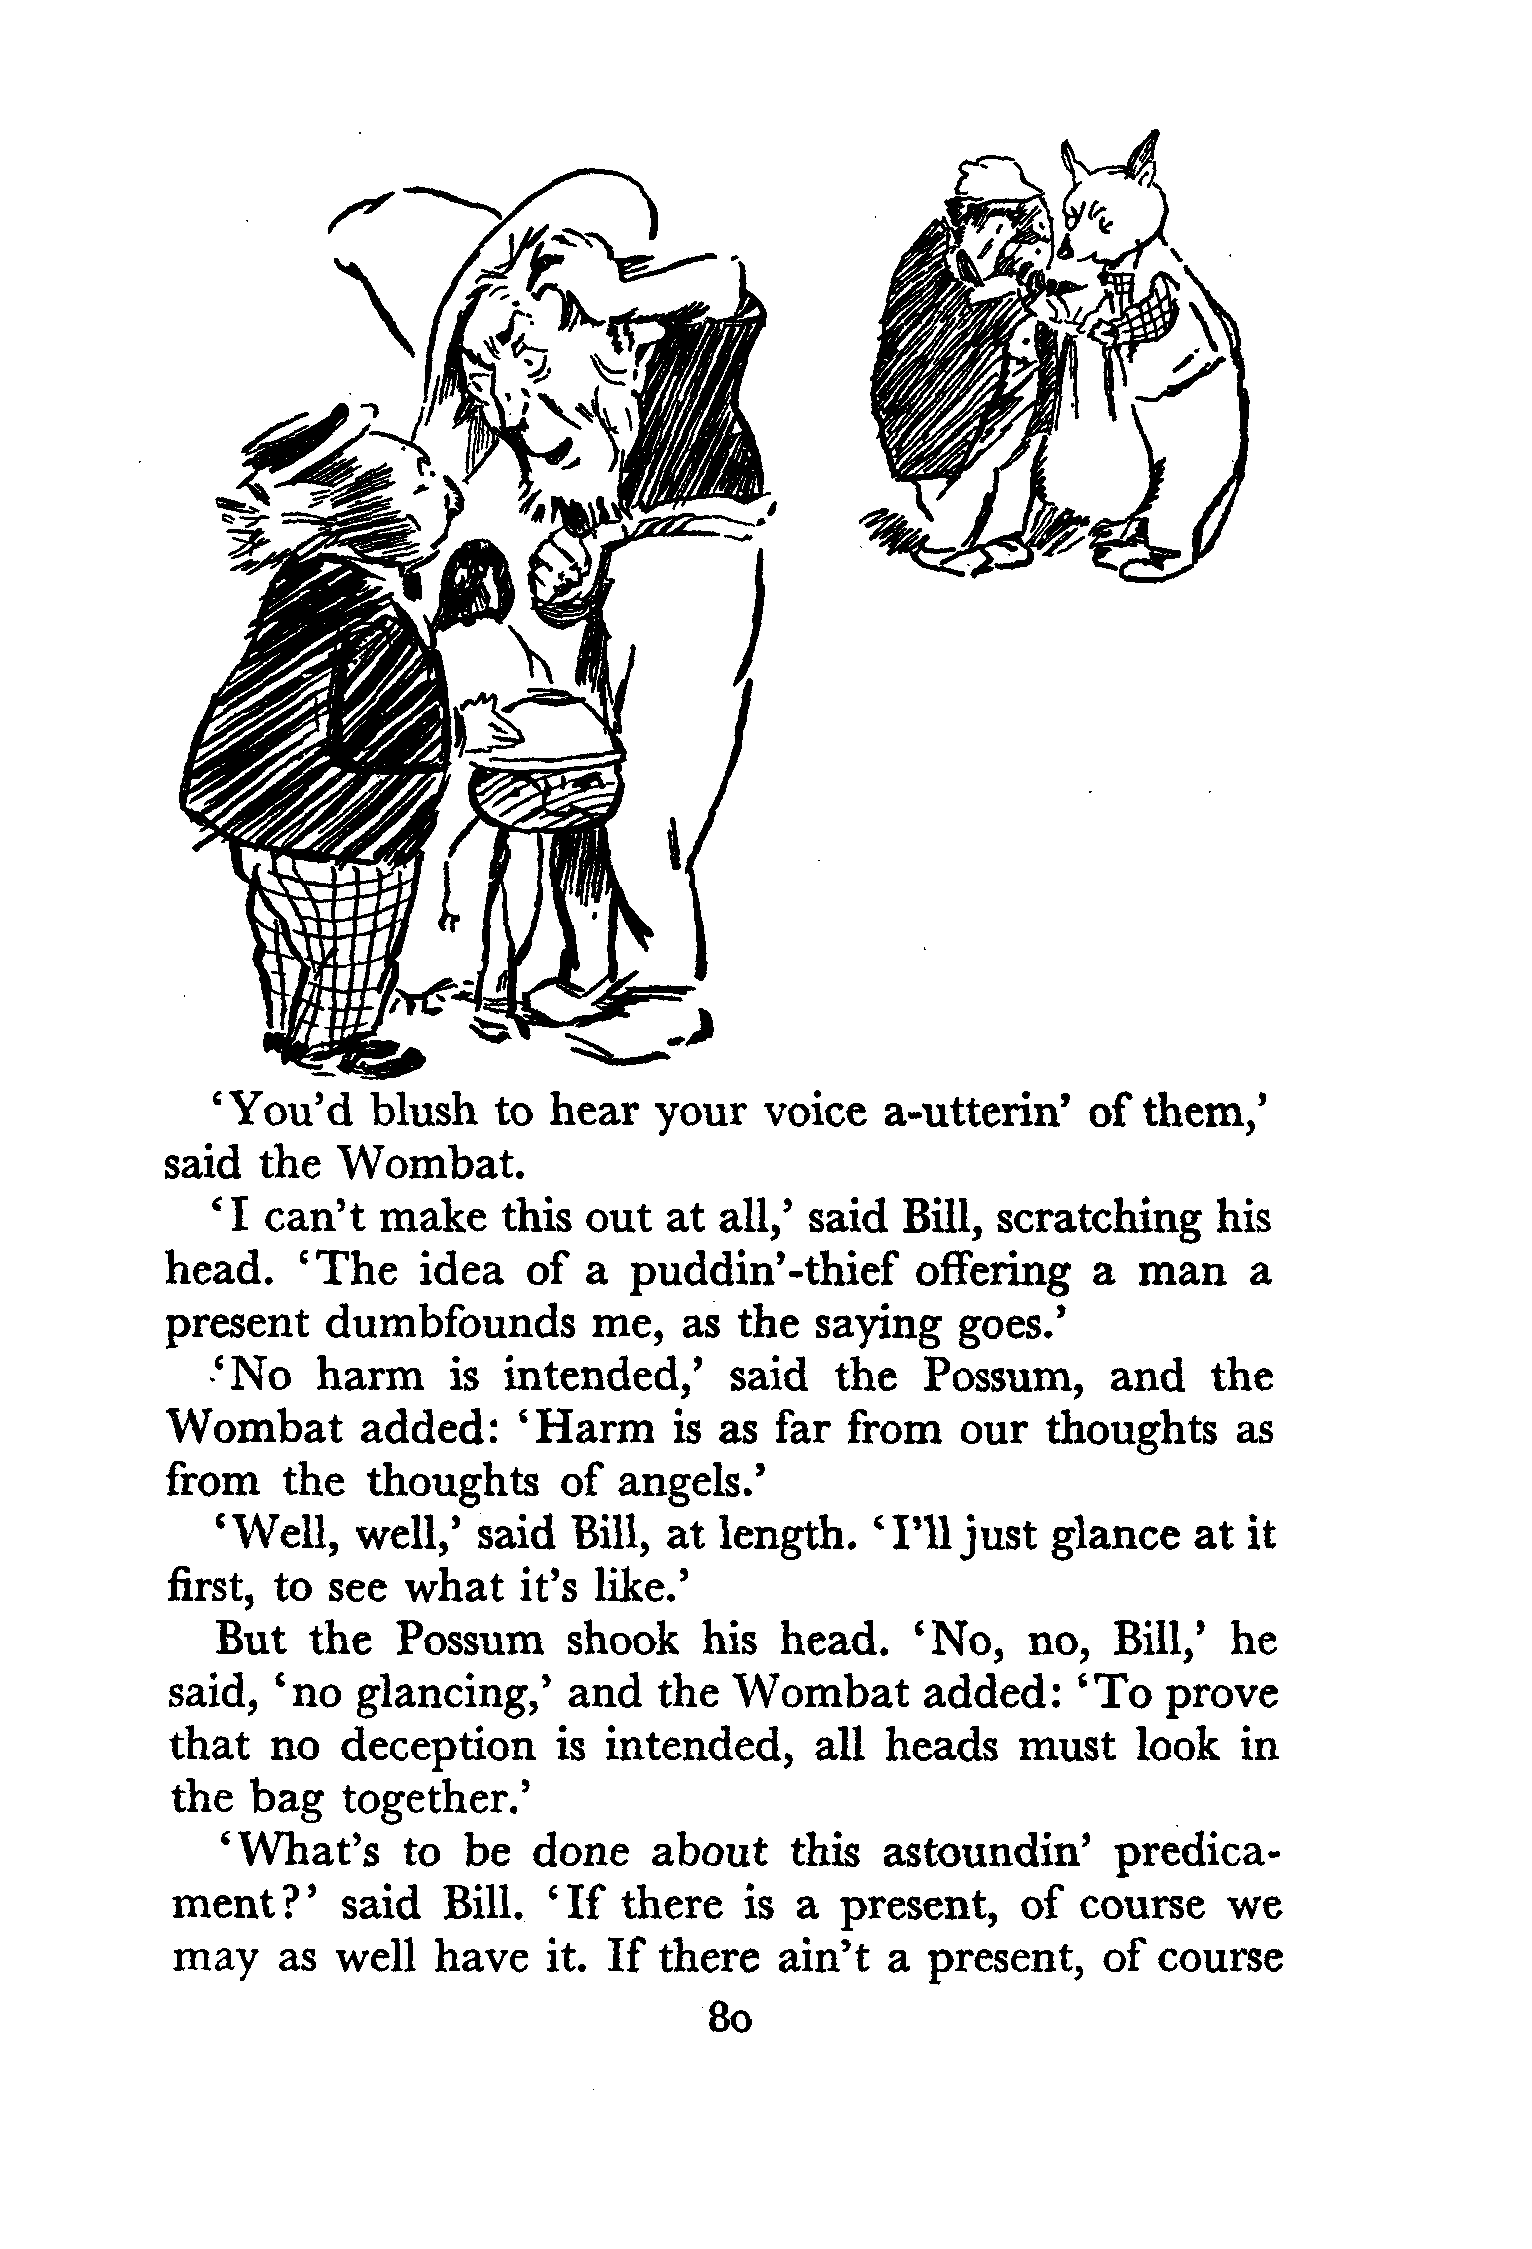 ‘You’d blush to hear your voice a-utterin’ of them,’
said the Wombat.
‘I can’t make this out at all,’ said Bill, scratching his
head. ‘The idea of a puddin’-thief offering a man a
present dumbfounds me, as the saying goes.’
‘No harm is intended,’ said the Possum, and the
Wombat added: ‘Harm is as far from our thoughts as
from the thoughts of angels.’
‘Well, well,’ said Bill, at length. ‘I’ll just glance at it
first, to see what it’s like.’
But the Possum shook his head. ‘No, no, Bill,’ he
said, ‘no glancing,’ and the Wombat added: ‘To prove
that no deception is intended, all heads must look in
the bag together.’
‘What’s to be done about this astoundin’ predica-
ment?’ said Bill. ‘If there is a present, of course we
may as well have it. If there ain’t a present, of course
80